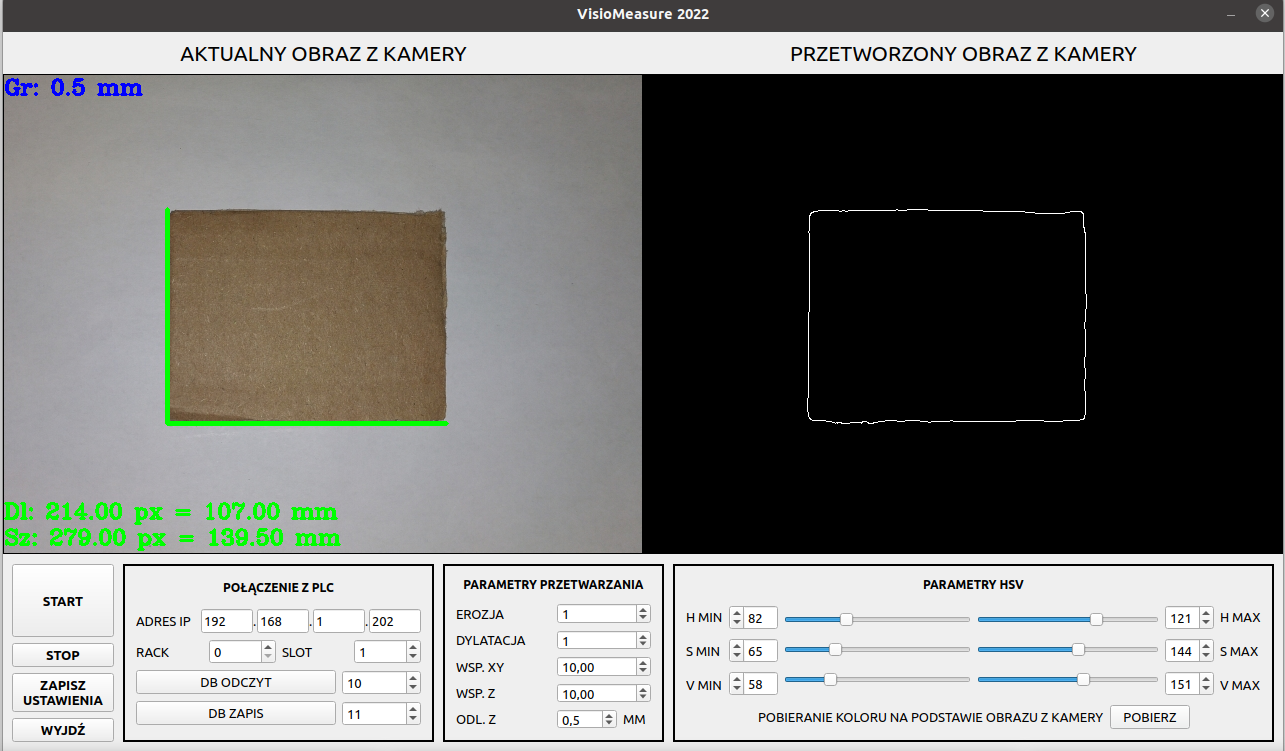 VisioMeasure 2022
AKTUALNY OBRAZ Z KAMERY
PRZETWORZONY OBRAZ Z KAMERY
Gr: 0.5 mm
Dl: 214.00 px = 107.00 mm
Sz: 279.00 px = 139.50 mm
START
STOP
ZAPISZ
USTAWIENIA
WYJDŹ
POŁĄCZENIE Z PLC
ADRES IP 192 . 168 . 1 . 202
RACK 0 SLOT 1
DB ODCZYT 10
DB ZAPIS 11
PARAMETRY PRZETWARZANIA
EROZJA 1
DYLATACJA 1
WSP. XY 10,00
WSP. Z 10,00
ODL. Z 0,5 MM
PARAMETRY HSV
H MIN 82 121 H MAX
S MIN 65 144 S MAX
V MIN 58 151 V MAX
POBIERANIE KOLORU NA PODSTAWIE OBRAZU Z KAMERY POBIERZ